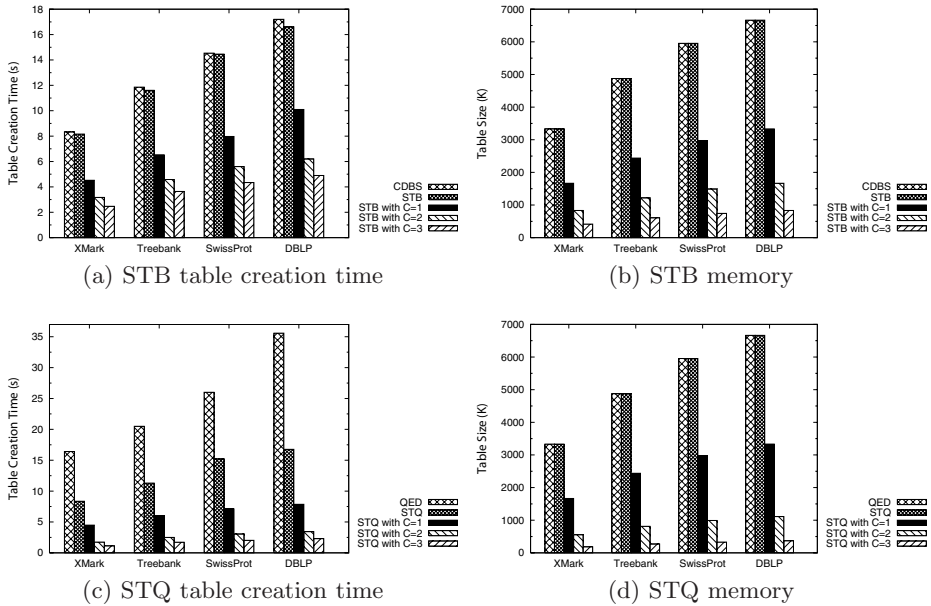 Table Creation Time (s)
18
16
14
12
10
8
6
4
2
0
XMark Treebank SwissProt DBLP
CDBS
STB
STB with C=1
STB with C=2
STB with C=3
(a) STB table creation time
Table Size (K)
7000
6000
5000
4000
3000
2000
1000
0
XMark Treebank SwissProt DBLP
CDBS
STB
STB with C=1
STB with C=2
STB with C=3
(b) STB memory
Table Creation Time (s)
35
30
25
20
15
10
5
0
XMark Treebank SwissProt DBLP
QED
STQ
STQ with C=1
STQ with C=2
STQ with C=3
(c) STQ table creation time
Table Size (K)
7000
6000
5000
4000
3000
2000
1000
0
XMark Treebank SwissProt DBLP
QED
STQ
STQ with C=1
STQ with C=2
STQ with C=3
(d) STQ memory